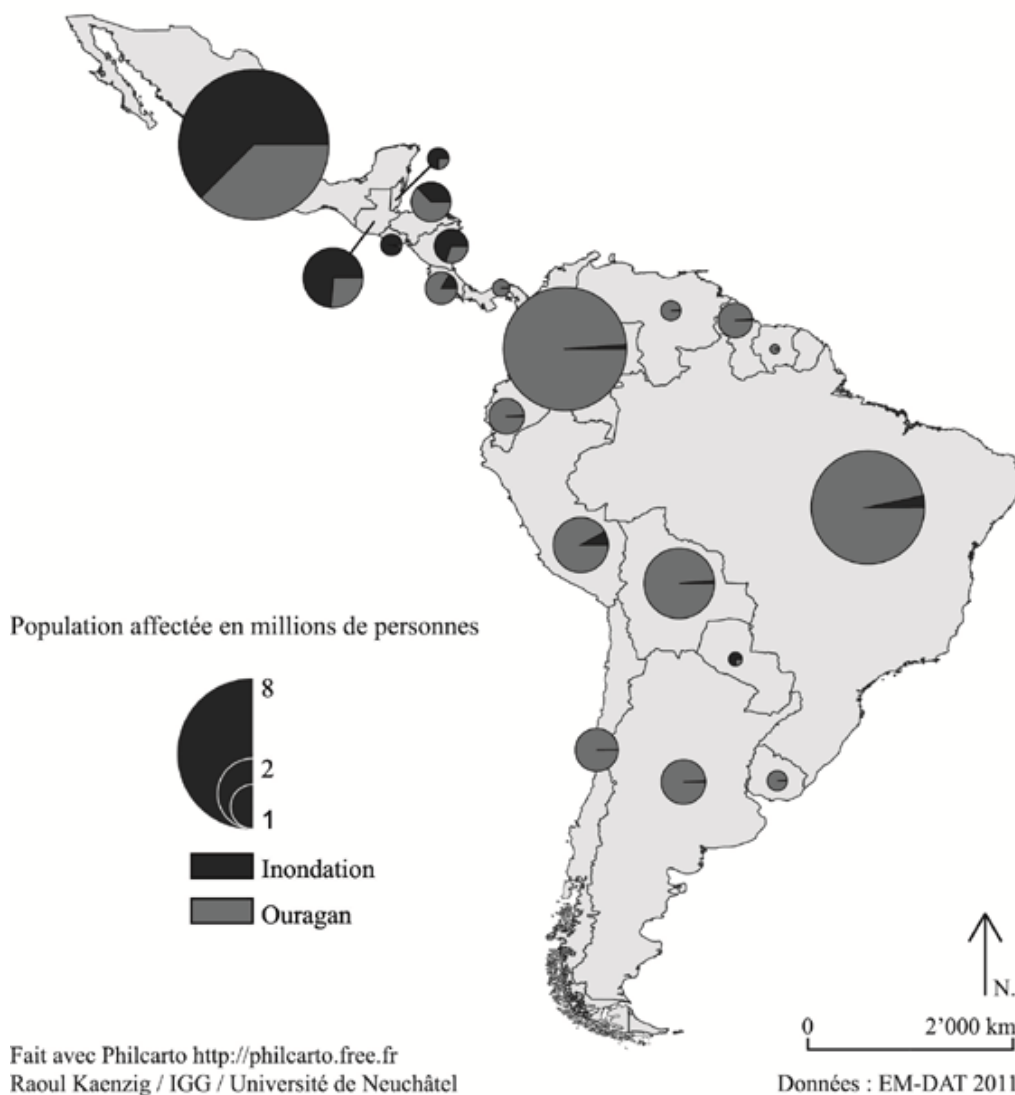 Population affectée en millions de personnes
8
2
1
Inondation
Ouragan
N.
0 2’000 km
Fait avec Philcarto http://philcarto.free.fr
Raoul Kaenzig / IGG / Université de Neuchâtel
Données : EM-DAT 2011